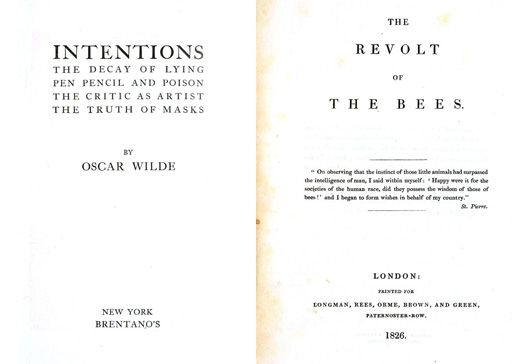 INTENTIONS
THE DECAY OF LYING
PEN PENCIL AND POISON
THE CRITIC AS ARTIST
THE TRUTH OF MASKS
BY
OSCAR WILDE
NEW YORK
BRENTANO'S
THE
REVOLT
OF
THE BEES.
" On observing that the instinct of those little animals had surpassed
the intelligence of man, I said within myself: ' Happy were it for the
societies of the human race, did they possess the wisdom of those of
bees!' and I began to form wishes in behalf of my country."
St. Pierre.
LONDON:
PRINTED FOR
LONGMAN, REES, ORME, BROWN, AND GREEN,
PATERNOSTER-ROW.
1826.